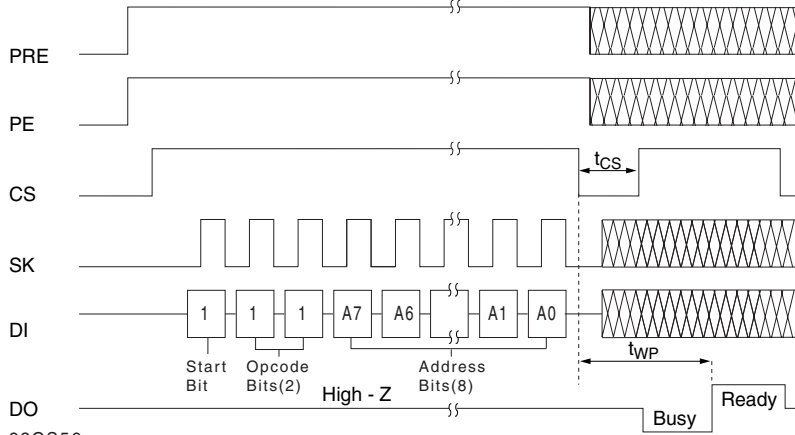 PRE
PE
CS
tCS
SK
DI
1 1 1 A7 A6 A1 A0
Start Bit
Opcode Bits(2)
Address Bits(8)
tWP
DO
High - Z
Busy
Ready